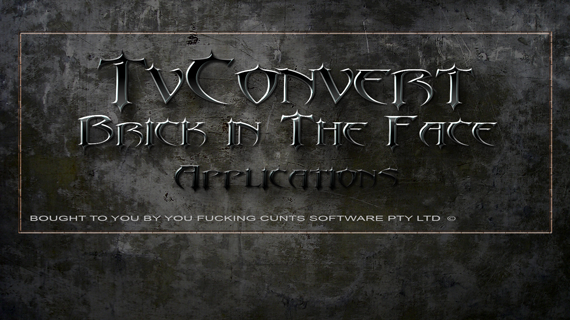 TvConvert
Brick in The Face
Applications
BOUGHT TO YOU BY YOU FUCKING CUNTS SOFTWARE PTY LTD ©